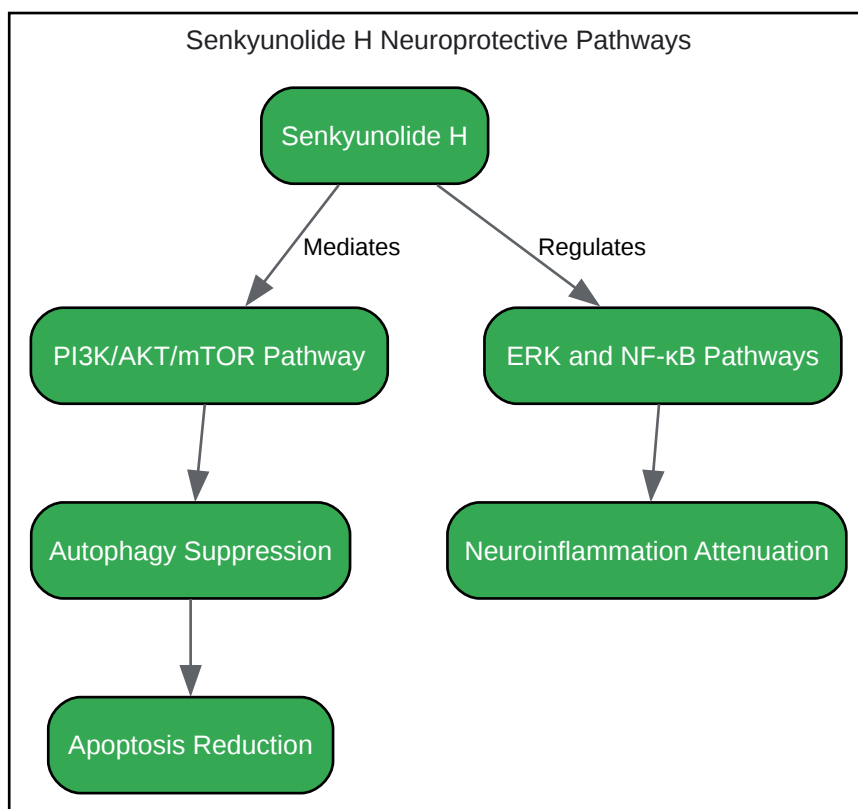 Senkyunolide H Neuroprotective Pathways
Senkyunolide H
Mediates
Regulates
PI3K/AKT/mTOR Pathway
ERK and NF-κB Pathways
Autophagy Suppression
Neuroinflammation Attenuation
Apoptosis Reduction